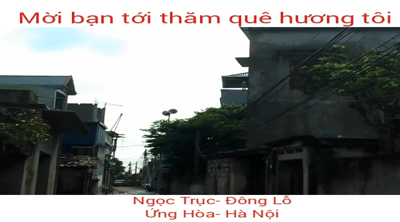 Mời bạn tới thăm quê hương tôi
Ngọc Trục- Đông Lỗ
Ứng Hòa- Hà Nội